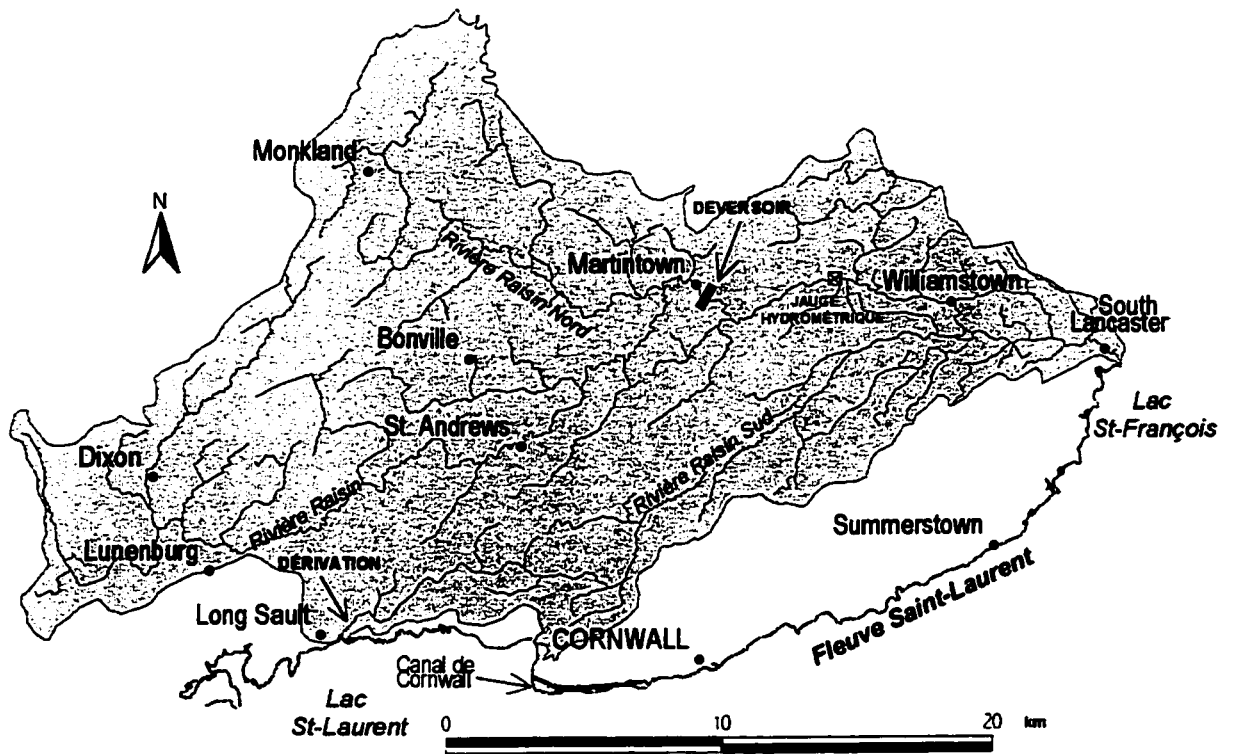 Monkland
N
DEVERSOIR
Rivière Raisin Nord
Martintown
Williamstown
JAUGE
HYDROMÉTRIQUE
South
Lancaster
Bonville
Lac
St-François
St. Andrews
Dixon
Rivière Raisin Sud
Rivière Raisin
Summerstown
Lunenburg
DÉRIVATION
Long Sault
CORNWALL
Fleuve Saint-Laurent
Canal de
Cornwall
Lac
St-Laurent
0 10 20 km